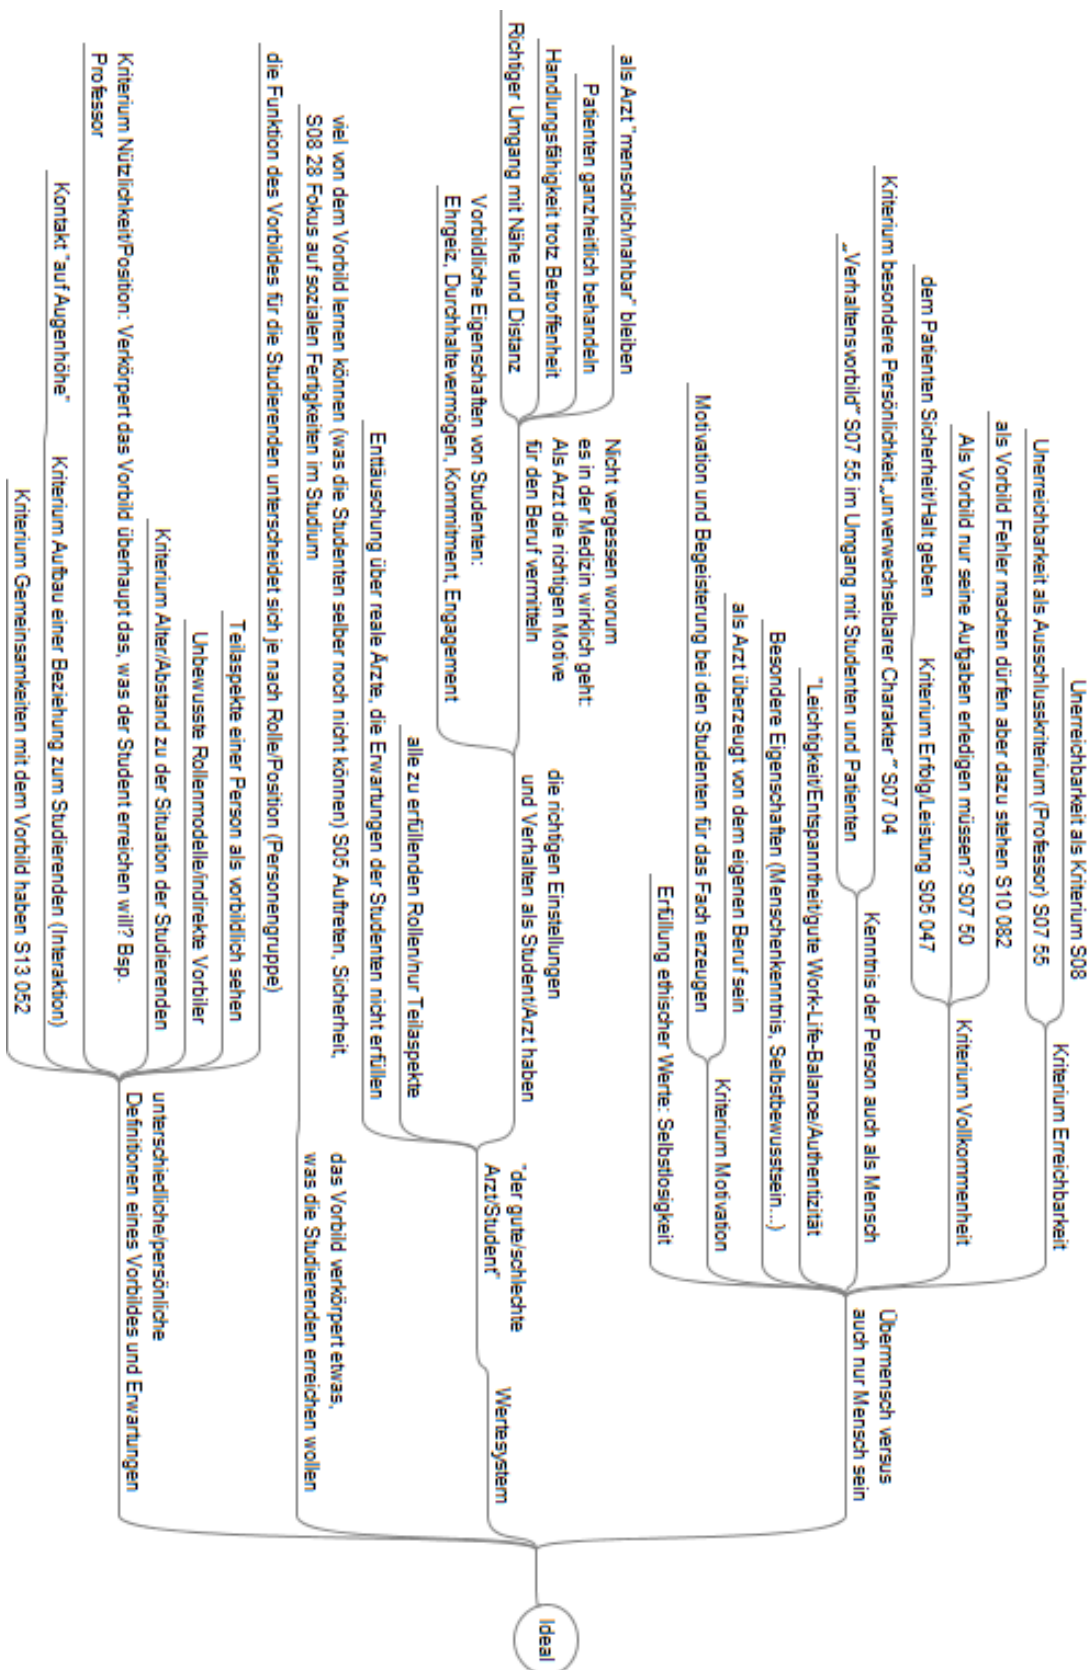 Unerreichbarkeit als Kriterium S08
Unerreichbarkeit als Ausschlusskriterium (Professor) S07 55
Kriterium Erreichbarkeit
als Vorbild Fehler machen dürfen aber dazu stehen S10 082
Als Vorbild nur seine Aufgaben erledigen müssen? S07 50
dem Patienten Sicherheit/Halt geben
Kriterium Erfolg/Leistung S05 047
Kriterium Vollkommenheit
Kriterium besondere Persönlichkeit „unverwechselbarer Charakter“ S07 04
„Verhaltensvorbild“ S07 55 im Umgang mit Studenten und Patienten
Kenntnis der Person auch als Mensch
"Leichtigkeit/Entspanntheit/gute Work-Life-Balance/Authentizität
Besondere Eigenschaften (Menschenkenntnis, Selbstbewusstsein...)
als Arzt überzeugt von dem eigenen Beruf sein
Motivation und Begeisterung bei den Studenten für das Fach erzeugen
Kriterium Motivation
Erfüllung ethischer Werte: Selbstlosigkeit
Übermensch versus
auch nur Mensch sein
als Arzt "menschlich/nahbar" bleiben
Patienten ganzheitlich behandeln
Handlungsfähigkeit trotz Betroffenheit
Richtiger Umgang mit Nähe und Distanz
Nicht vergessen worum
es in der Medizin wirklich geht:
Als Arzt die richtigen Motive
für den Beruf vermitteln
Vorbildliche Eigenschaften von Studenten:
Ehrgeiz, Durchhaltevermögen, Kommitment, Engagement
die richtigen Einstellungen
und Verhalten als Student/Arzt haben
alle zu erfüllenden Rollen/nur Teilaspekte
Enttäuschung über reale Ärzte, die Erwartungen der Studenten nicht erfüllen
"der gute/schlechte
Arzt/Student"
Wertesystem
viel von dem Vorbild lernen können (was die Studenten selber noch nicht können) S05 Auftreten, Sicherheit,
S08 28 Fokus auf sozialen Fertigkeiten im Studium
das Vorbild verkörpert etwas,
was die Studierenden erreichen wollen
die Funktion des Vorbildes für die Studierenden unterscheidet sich je nach Rolle/Position (Personengruppe)
Teilaspekte einer Person als vorbildlich sehen
Unbewusste Rollenmodelle/indirekte Vorbiler
Kriterium Alter/Abstand zu der Situation der Studierenden
Kriterium Nützlichkeit/Position: Verkörpert das Vorbild überhaupt das, was der Student erreichen will? Bsp.
Professor
Kontakt "auf Augenhöhe"
Kriterium Aufbau einer Beziehung zum Studierenden (Interaktion)
Kriterium Gemeinsamkeiten mit dem Vorbild haben S13 052
unterschiedliche/persönliche
Definitionen eines Vorbildes und Erwartungen
Ideal